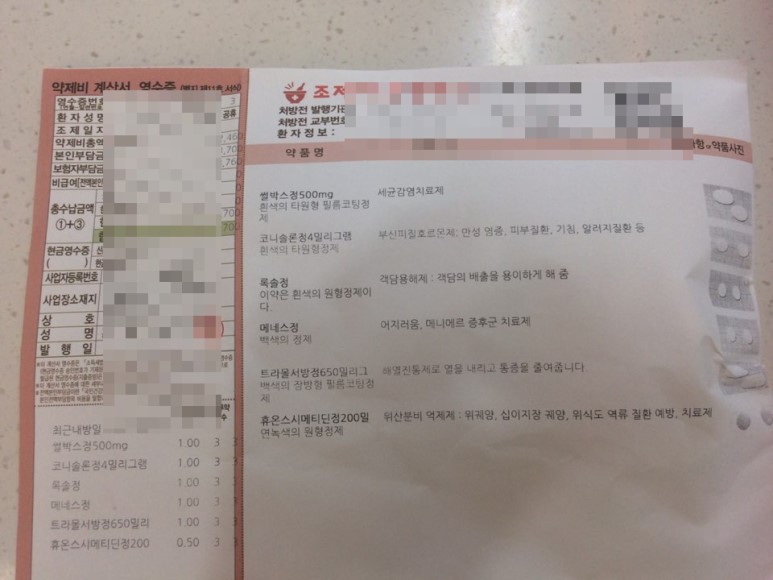 약제비 계산서 영수증
영수증번호
3
환자성명
공휴
조제일자
약제비총액
본인부담금
보험자부담금
비급여(전액본인
총수납금액
①+③
700
현금영수증
( )
사업자등록번호
사업장소재지
상 호
성 명
발 행 일
최근내방일
썰박스정500mg 1.00 3 3
코니솔론정4밀리그램 1.00 3 3
록솔정 1.00 3 3
메네스정 1.00 3 3
트라올서방정650밀리 1.00 3 3
휴온스시메티딘정200 0.50 3 3
조제
처방전 발행기관
처방전 교부번호
환 자 정 보 :
약 품 명
약품사진
썰박스정500mg 세균감염치료제
흰색의 타원형 필름코팅정
제
코니솔론정4밀리그램 부신피질호르몬제: 만성 염증, 피부질환, 기침, 알러지질환 등
흰색의 타원형정제
록솔정 객담용해제 : 객담의 배출을 용이하게 해 줌
이약은 흰색의 원형정제이
다.
메네스정 어지러움, 메니에르 증후군 치료제
백색의 정제
트라올서방정650밀리그 해열진통제로 열을 내리고 통증을 줄여줍니다.
백색의 장방형 필름코팅정
제
휴온스시메티딘정200밀 위산분비 억제제 : 위궤양, 십이지장 궤양, 위식도 역류 질환 예방, 치료제
연녹색의 원형정제